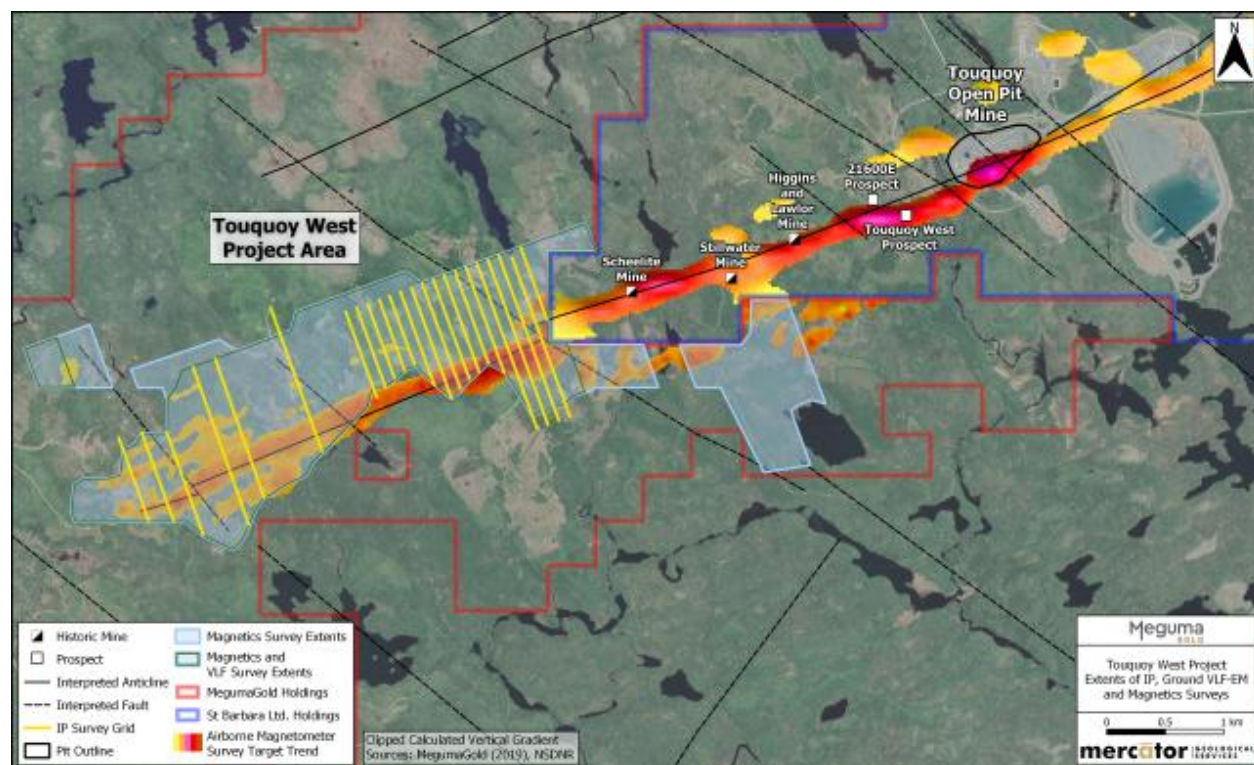 N
Touquoy
Open Pit
Mine
21600E
Prospect
Higgins
and
Lawlor
Mine
Touquoy West
Project Area
Touquoy West
Prospect
Stillwater
Mine
Scheelite
Mine
Historic Mine
Prospect
Interpreted Anticline
Interpreted Fault
IP Survey Grid
Pit Outline
Magnetics Survey Extents
Magnetics and
VLF Survey Extents
MegumaGold Holdings
St Barbara Ltd. Holdings
Airborne Magnetometer
Survey Target Trend
Clipped Calculated Vertical Gradient
Sources: MegumaGold (2019), NSDNR
Meguma
GOLD
Touquoy West Project
Extents of IP, Ground VLF-EM
and Magnetics Surveys
0 0.5 1 km
mercator GEOLOGICAL
SERVICES